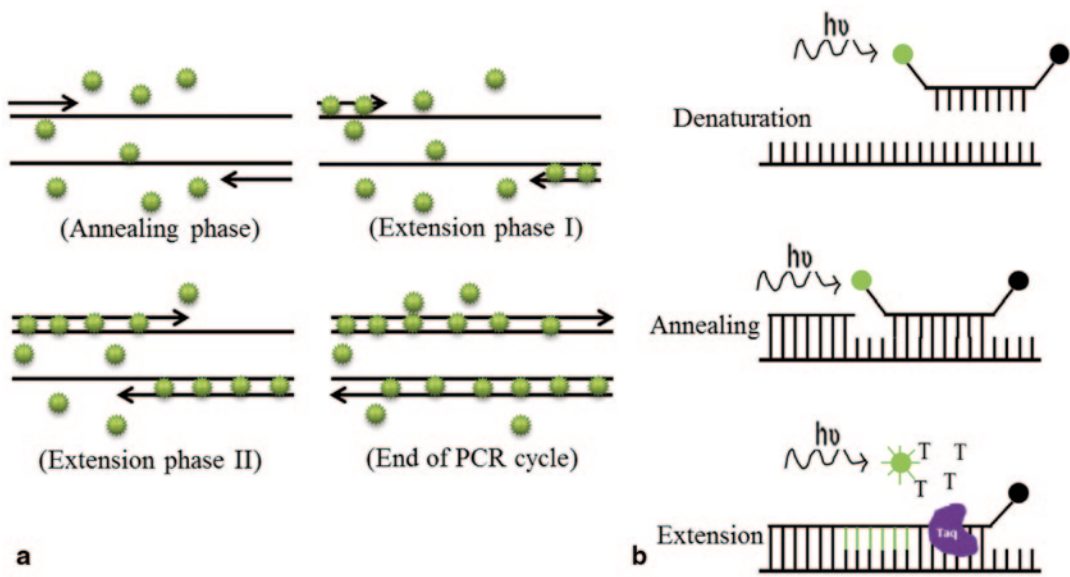 (Annealing phase)
(Extension phase I)
(Extension phase II)
(End of PCR cycle)
a
hυ
Denaturation
hυ
Annealing
hυ
T T
T T
Extension
Taq
b